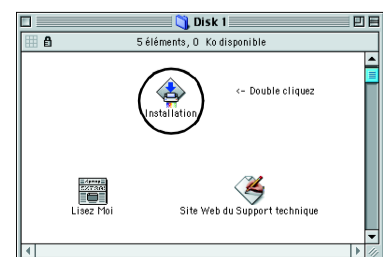 Disk 1
5 éléments, 0 Ko disponible
<- Double cliquez
Installation
Lisez Moi
Site Web du Support technique